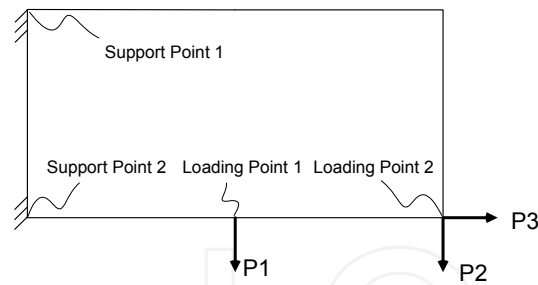 Support Point 1
Support Point 2 Loading Point 1 Loading Point 2
P3
P1
P2